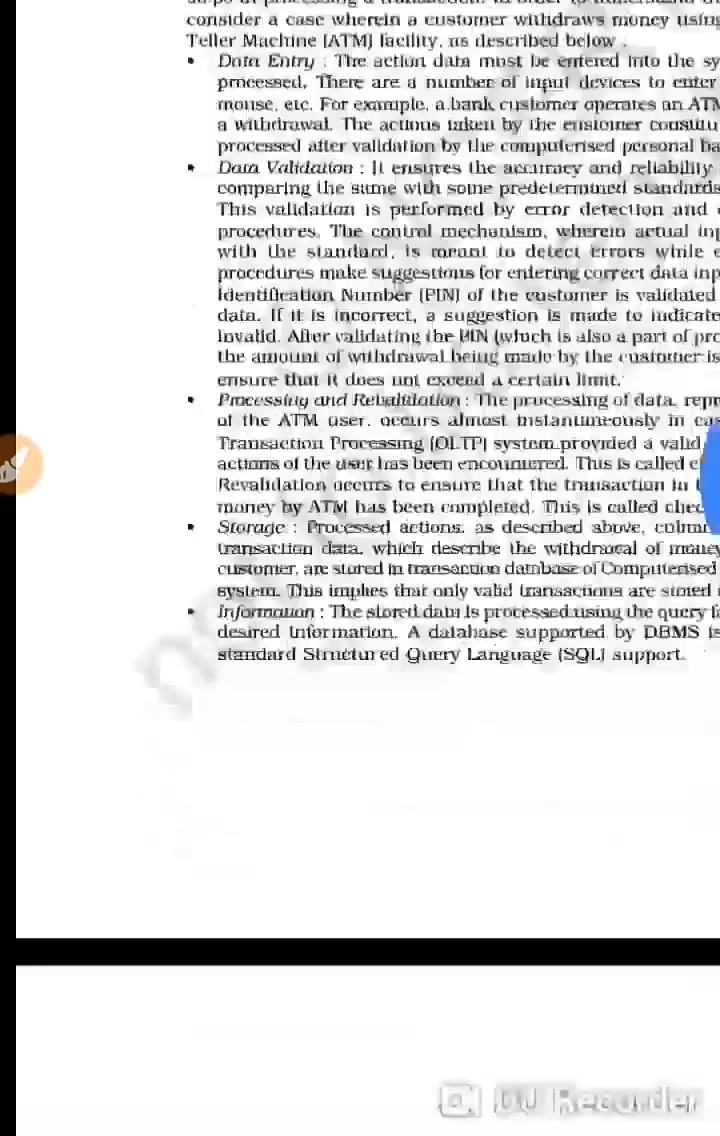 consider a case wherein a customer withdraws money using
Teller Machine (ATM) facility, as described below .
• Data Entry : The action data must be entered into the sy
processed. There are a number of input devices to enter
mouse, etc. For example, a bank customer operates an ATM
a withdrawal. The actions taken by the customer constitu
processed after validation by the computerised personal ba
• Data Validation : It ensures the accuracy and reliability
comparing the same with some predetermined standards
This validation is performed by error detection and
procedures. The control mechanism, wherein actual inp
with the standard, is meant to detect errors while
procedures make suggestions for entering correct data inp
Identification Number (PIN) of the customer is validated
data. If it is incorrect, a suggestion is made to indicate
invalid. After validating the PIN (which is also a part of pro
the amount of withdrawal being made by the customer is
ensure that it does not exceed a certain limit.
• Processing and Revalidation : The processing of data, repr
of the ATM user, occurs almost instantaneously in cas
Transaction Processing (OLTP) system provided a valid
actions of the user has been encountered. This is called e
Revalidation occurs to ensure that the transaction in
money by ATM has been completed. This is called chec
• Storage : Processed actions, as described above, culmi
transaction data, which describe the withdrawal of money
customer, are stored in transaction database of Computerised
system. This implies that only valid transactions are stored
• Information : The stored data is processed using the query fa
desired information. A database supported by DBMS is
standard Structured Query Language (SQL) support.
DU Recorder